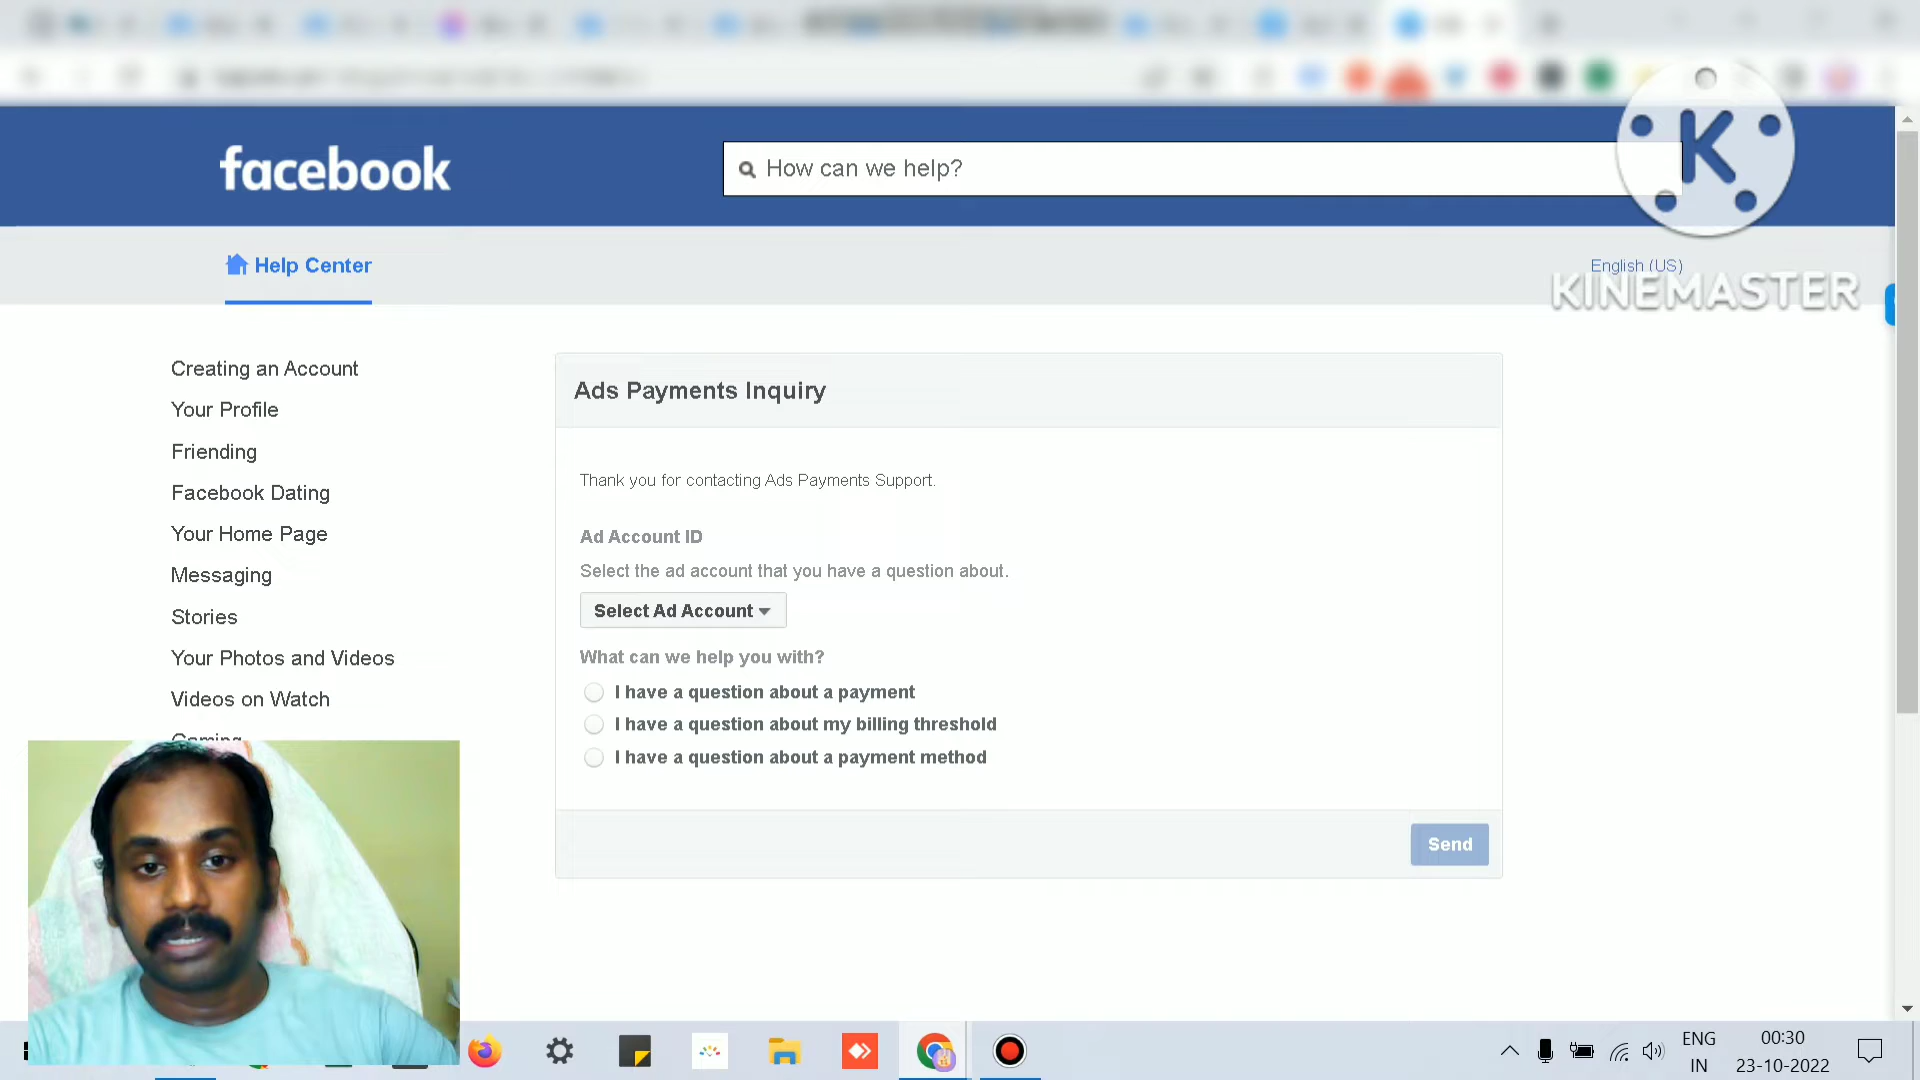 facebook
How can we help?
Help Center
English (US)
K
KINEMASTER
Creating an Account
Your Profile
Friending
Facebook Dating
Your Home Page
Messaging
Stories
Your Photos and Videos
Videos on Watch
Gaming
Ads Payments Inquiry
Thank you for contacting Ads Payments Support.
Ad Account ID
Select the ad account that you have a question about.
Select Ad Account
What can we help you with?
I have a question about a payment
I have a question about my billing threshold
I have a question about a payment method
Send
ENG
IN
00:30
23-10-2022